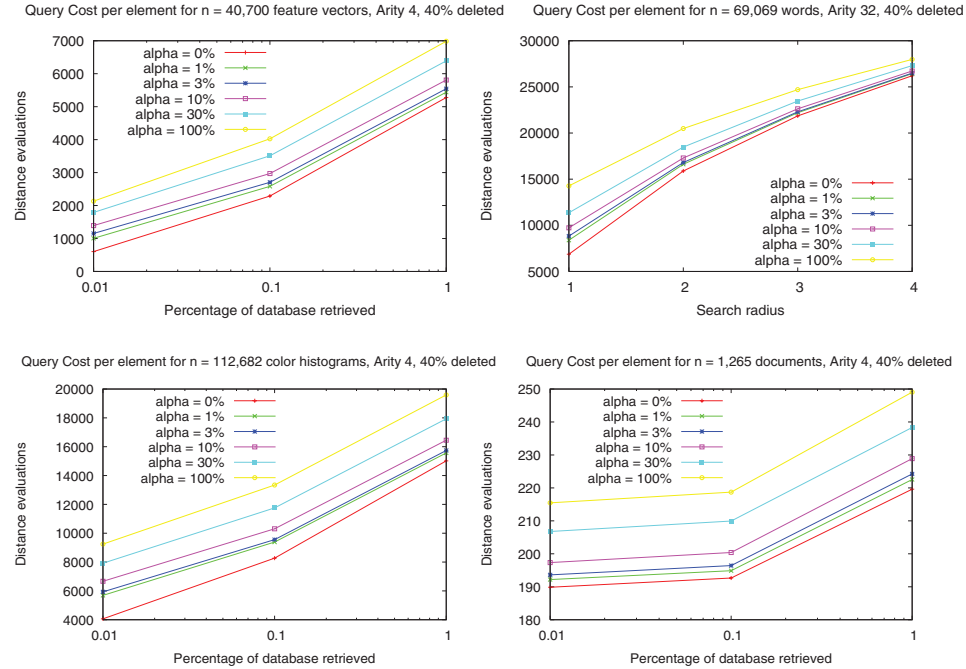 Query Cost per element for n = 40,700 feature vectors, Arity 4, 40% deleted
Distance evaluations
7000
6000
5000
4000
3000
2000
1000
0
alpha = 0%
alpha = 1%
alpha = 3%
alpha = 10%
alpha = 30%
alpha = 100%
0.01
0.1
1
Percentage of database retrieved
Query Cost per element for n = 69,069 words, Arity 32, 40% deleted
Distance evaluations
30000
25000
20000
15000
10000
5000
alpha = 0%
alpha = 1%
alpha = 3%
alpha = 10%
alpha = 30%
alpha = 100%
1
2
3
4
Search radius
Query Cost per element for n = 112,682 color histograms, Arity 4, 40% deleted
Distance evaluations
20000
18000
16000
14000
12000
10000
8000
6000
4000
alpha = 0%
alpha = 1%
alpha = 3%
alpha = 10%
alpha = 30%
alpha = 100%
0.01
0.1
1
Percentage of database retrieved
Query Cost per element for n = 1,265 documents, Arity 4, 40% deleted
Distance evaluations
250
240
230
220
210
200
190
180
alpha = 0%
alpha = 1%
alpha = 3%
alpha = 10%
alpha = 30%
alpha = 100%
0.01
0.1
1
Percentage of database retrieved